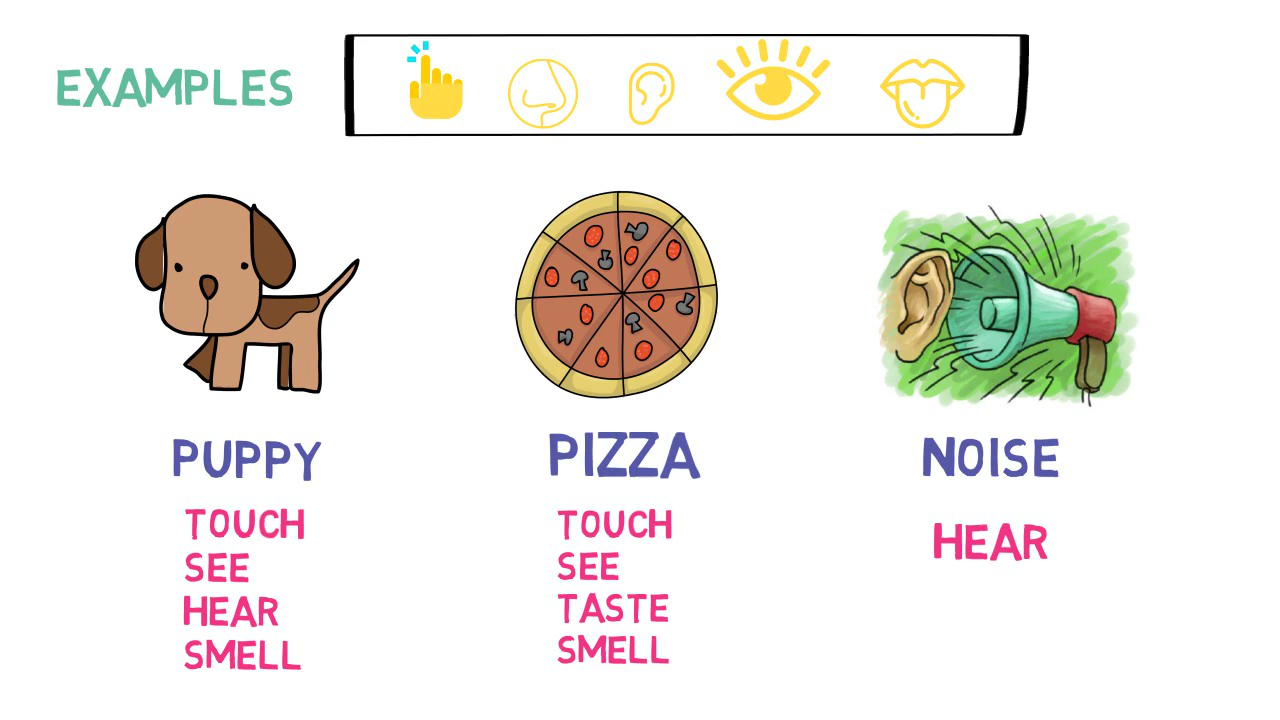 EXAMPLES
PUPPY
TOUCH
SEE
HEAR
SMELL
PIZZA
TOUCH
SEE
TASTE
SMELL
NOISE
HEAR